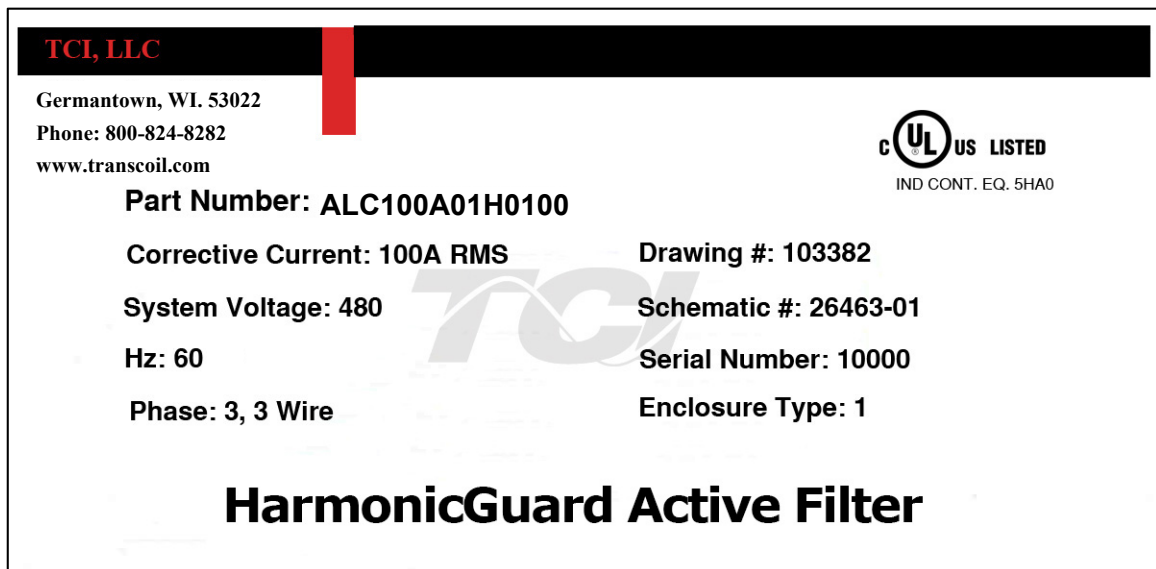 TCI, LLC
Germantown, WI. 53022
Phone: 800-824-8282
www.transcoil.com
C UL® US LISTED
IND CONT. EQ. 5HA0
Part Number: ALC100A01H0100
Corrective Current: 100A RMS
Drawing #: 103382
TCI
System Voltage: 480
Schematic #: 26463-01
Hz: 60
Serial Number: 10000
Phase: 3, 3 Wire
Enclosure Type: 1
HarmonicGuard Active Filter